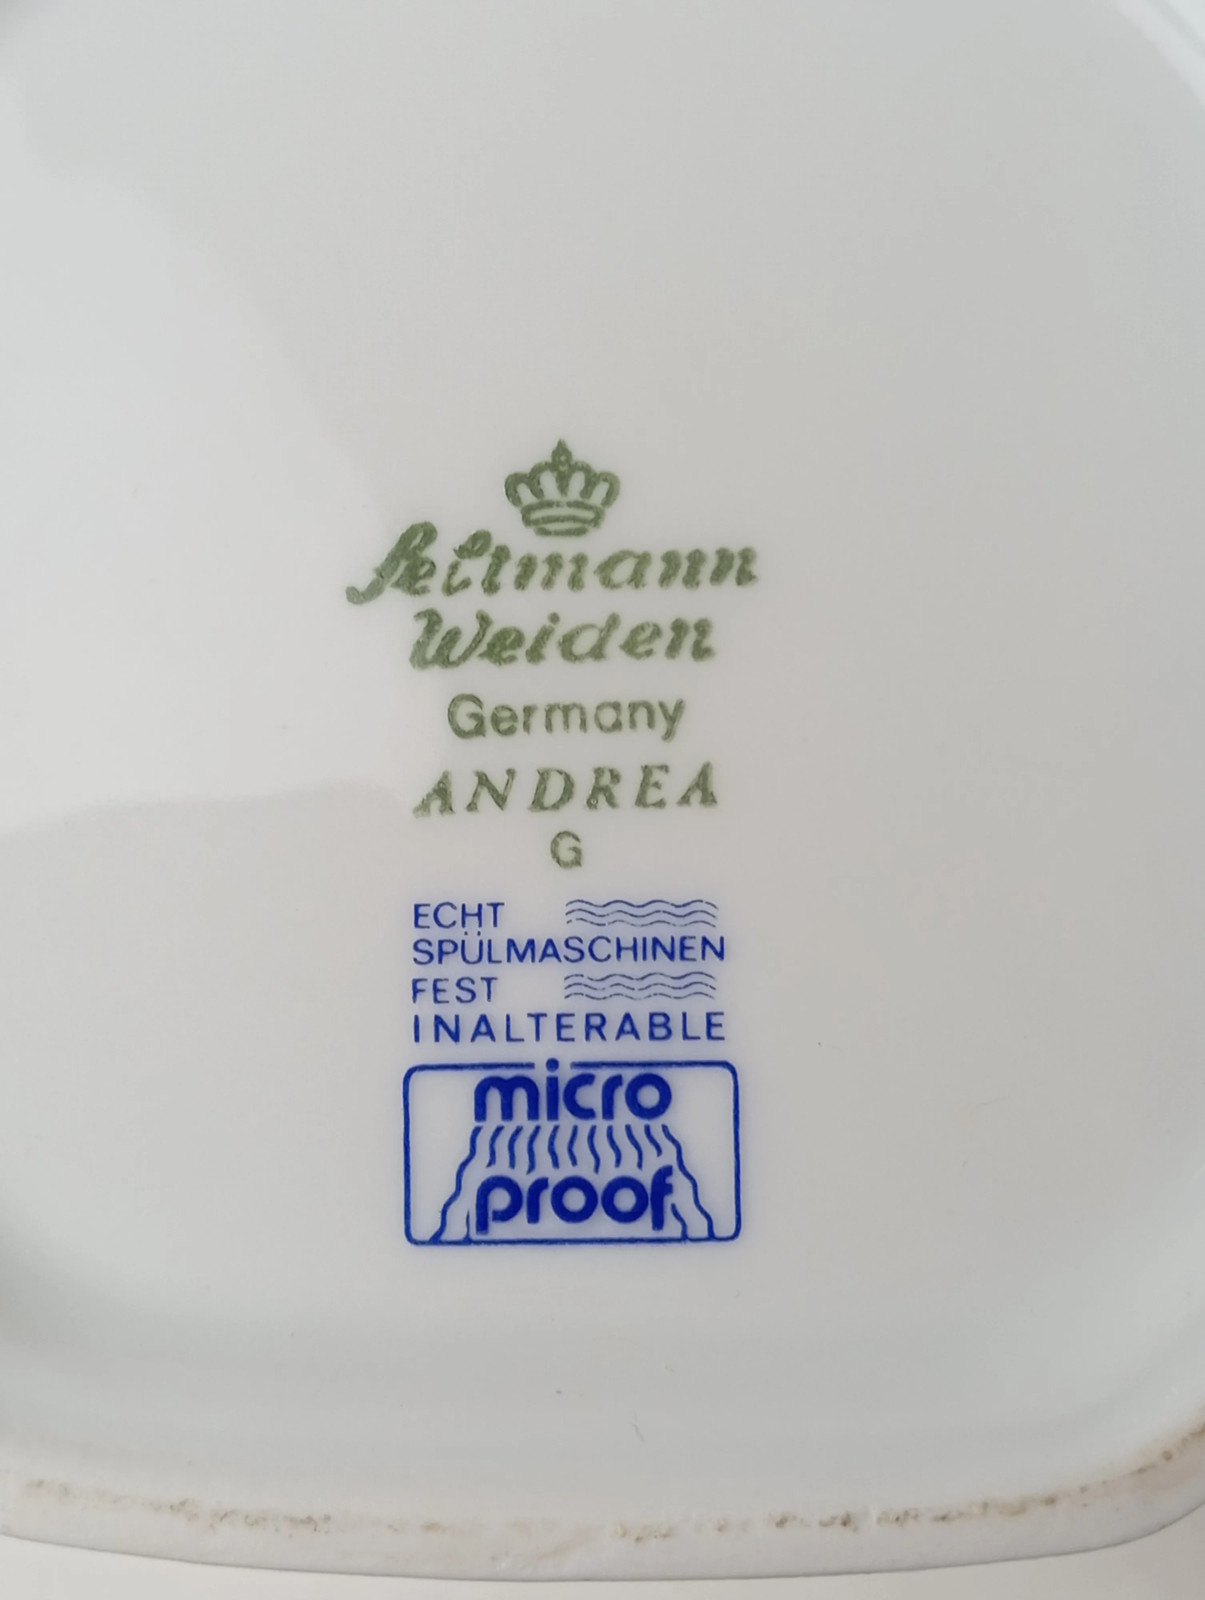 Seltmann
Weiden
Germany
ANDREA
G
ECHT
SPÜLMASCHINEN
FEST
INALTERABLE
micro
proof